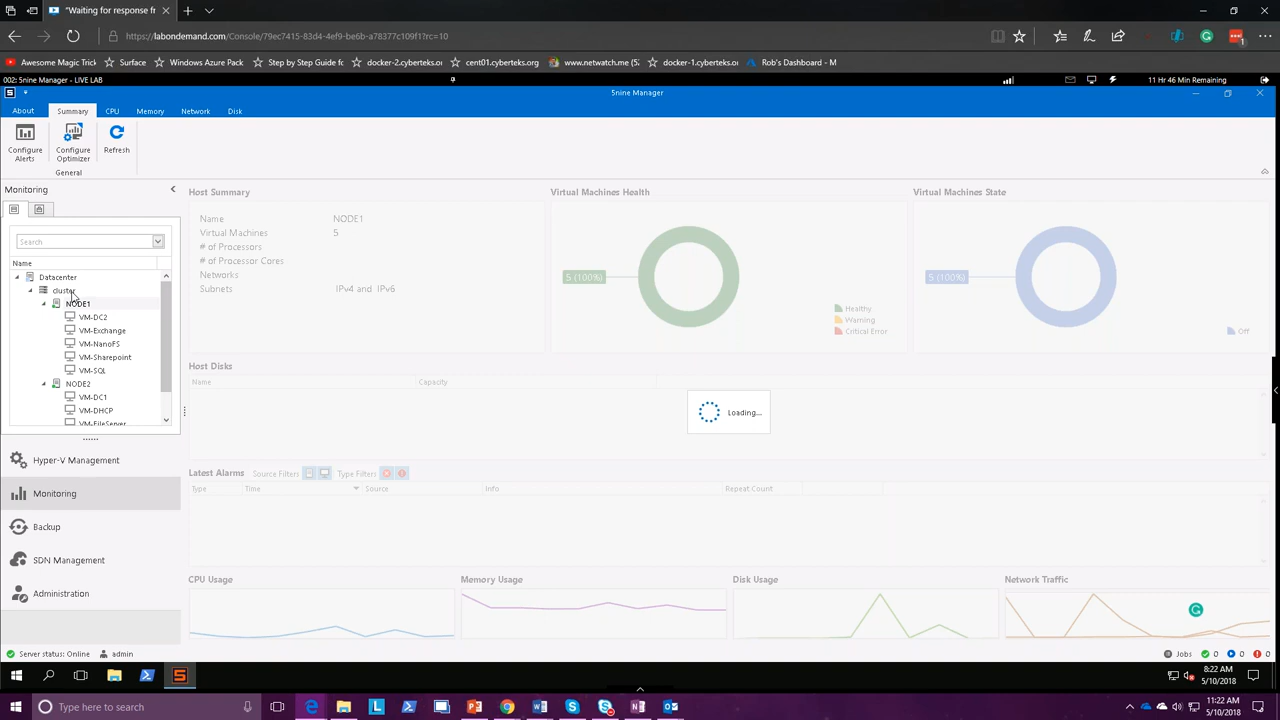 "Waiting for response fr
https://labondemand.com/Console/79ec7415-83d4-4ef9-be6b-a78377c109f1?rc=10
1
Awesome Magic Trick
Surface
Windows Azure Pack
Step by Step Guide fo
docker-2.cyberteks.c
cent01.cyberteks.org
www.netwatch.me (52
docker-1.cyberteks.c
Rob's Dashboard - M
002: 5nine Manager - LIVE LAB
11 Hr 46 Min Remaining
S
5nine Manager
About
Summary
CPU
Memory
Network
Disk
Configure Alerts
Configure Optimizer
Refresh
General
Monitoring
Host Summary
Virtual Machines Health
Virtual Machines State
Search
Name
NODE1
Virtual Machines
5
# of Processors
# of Processor Cores
Networks
Subnets
IPv4 and IPv6
5 (100%)
Healthy
Warning
Critical Error
5 (100%)
Off
Name
Datacenter
cluster
NODE1
VM-DC2
VM-Exchange
VM-NanoFS
VM-Sharepoint
VM-SQL
NODE2
VM-DC1
VM-DHCP
VM-FileServer
Host Disks
Name
Capacity
Loading...
Hyper-V Management
Monitoring
Backup
SDN Management
Administration
Latest Alarms
Source Filters
Type Filters
Type
Time
Source
Info
Repeat Count
CPU Usage
Memory Usage
Disk Usage
Network Traffic
Server status: Online
admin
Jobs
0
0
0
8:22 AM
5/10/2018
Type here to search
11:22 AM
5/10/2018